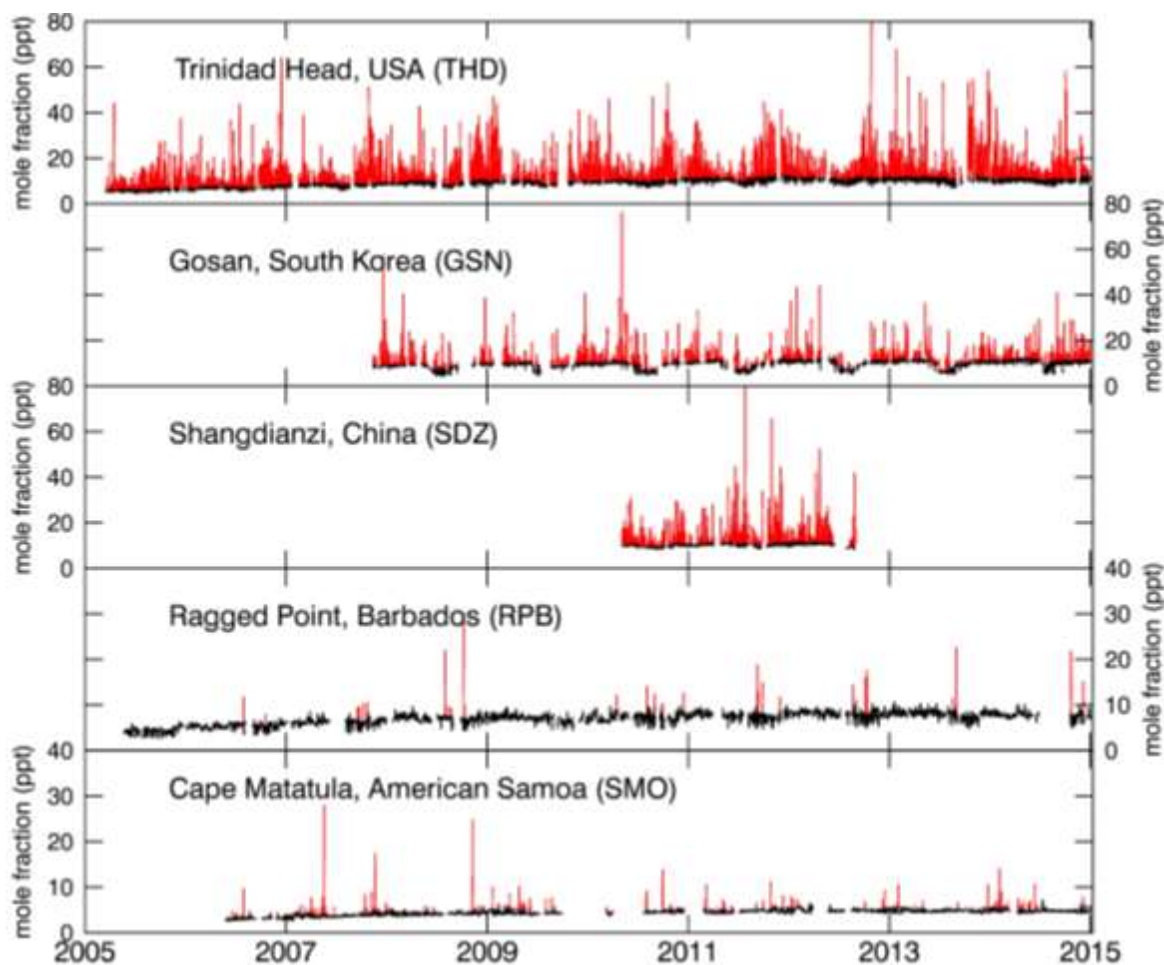 80
60
40
20
0
mole fraction (ppt)
Trinidad Head, USA (THD)
80
60
40
20
0
mole fraction (ppt)
Gosan, South Korea (GSN)
80
60
40
20
0
mole fraction (ppt)
Shangdianzi, China (SDZ)
40
30
20
10
0
mole fraction (ppt)
Ragged Point, Barbados (RPB)
40
30
20
10
0
mole fraction (ppt)
Cape Matatula, American Samoa (SMO)
2005 2007 2009 2011 2013 2015